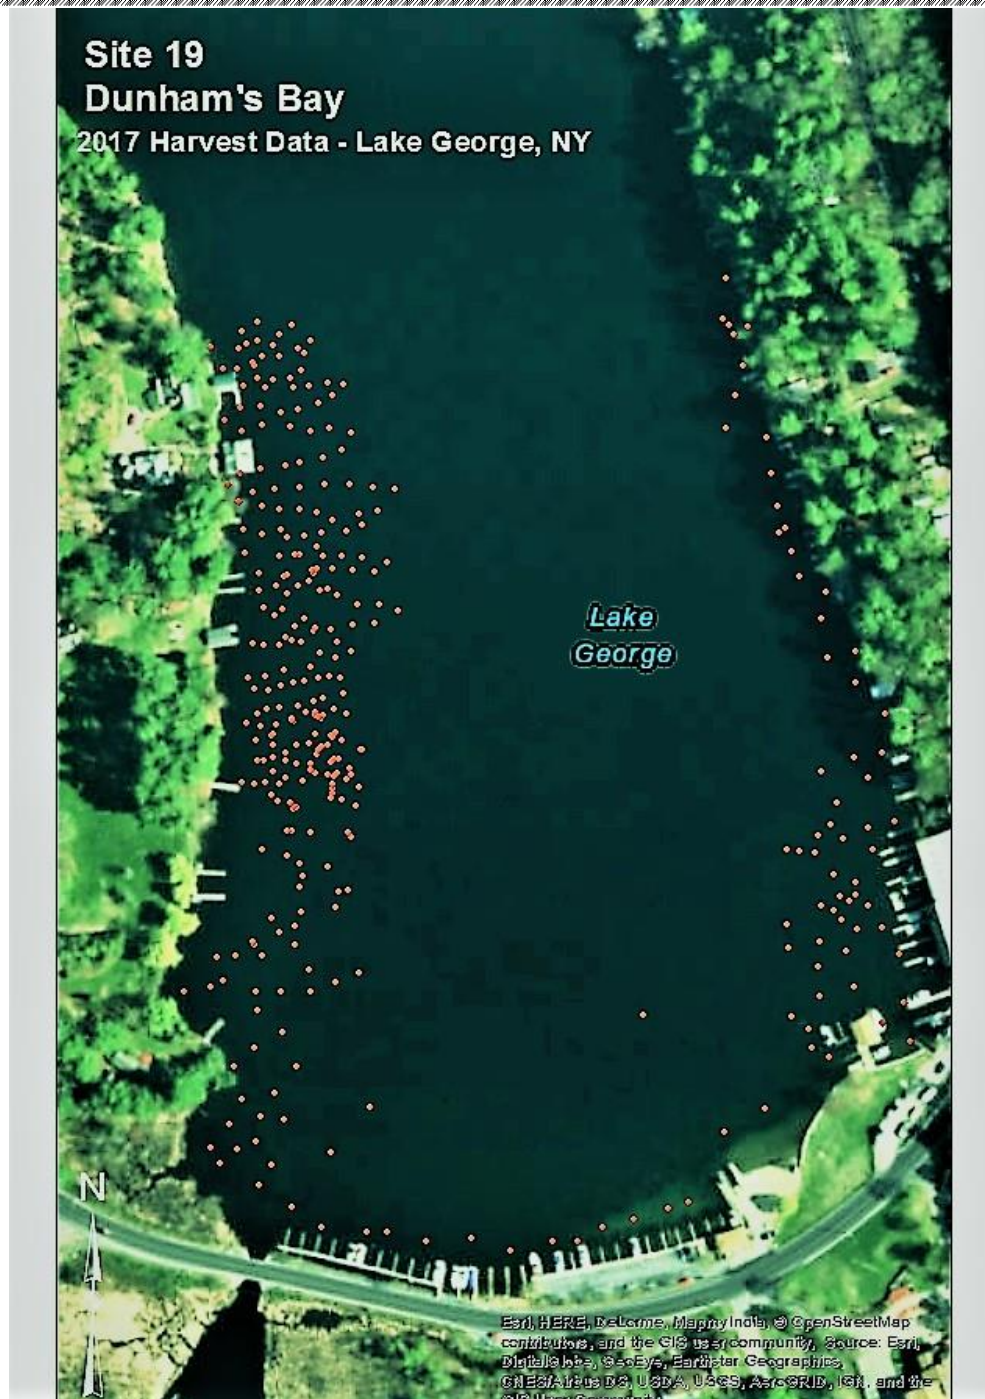 Site 19
Dunham's Bay
2017 Harvest Data - Lake George, NY
Lake
George
N
Esri, HERE, DeLorme, MapmyIndia, © OpenStreetMap
contributors, and the GIS user community, Source: Esri,
DigitalGlobe, GeoEye, Earthstar Geographics,
CNES/Airbus DS, USDA, USGS, AeroGRID, IGN, and the